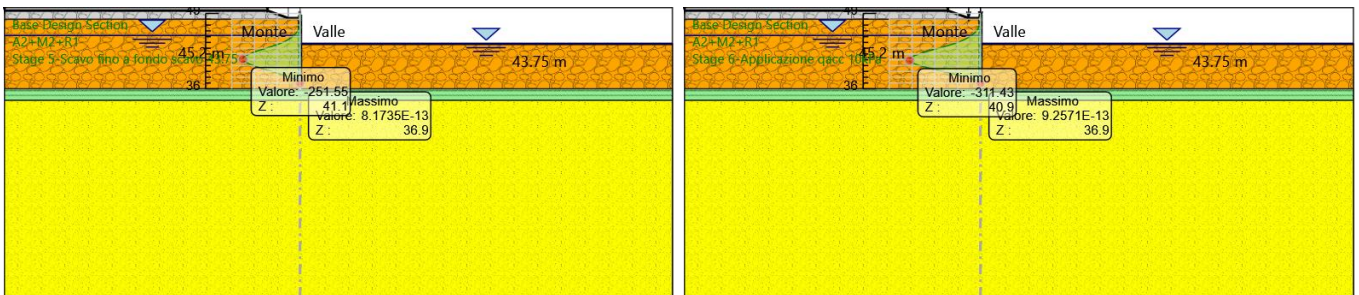 Base Design Section
A2+M2+R1
Stage 5-Scavo fino a fondo scavo 43.75
Monte Valle
45.2 m
43.75 m
36
Minimo
Valore: -251.55
Z : 41.1
Massimo
Valore: 8.1735E-13
Z : 36.9
Base Design Section
A2+M2+R1
Stage 6-Applicazione qacc 10kPa
Monte Valle
45.2 m
43.75 m
36
Minimo
Valore: -311.43
Z : 40.9
Massimo
Valore: 9.2571E-13
Z : 36.9